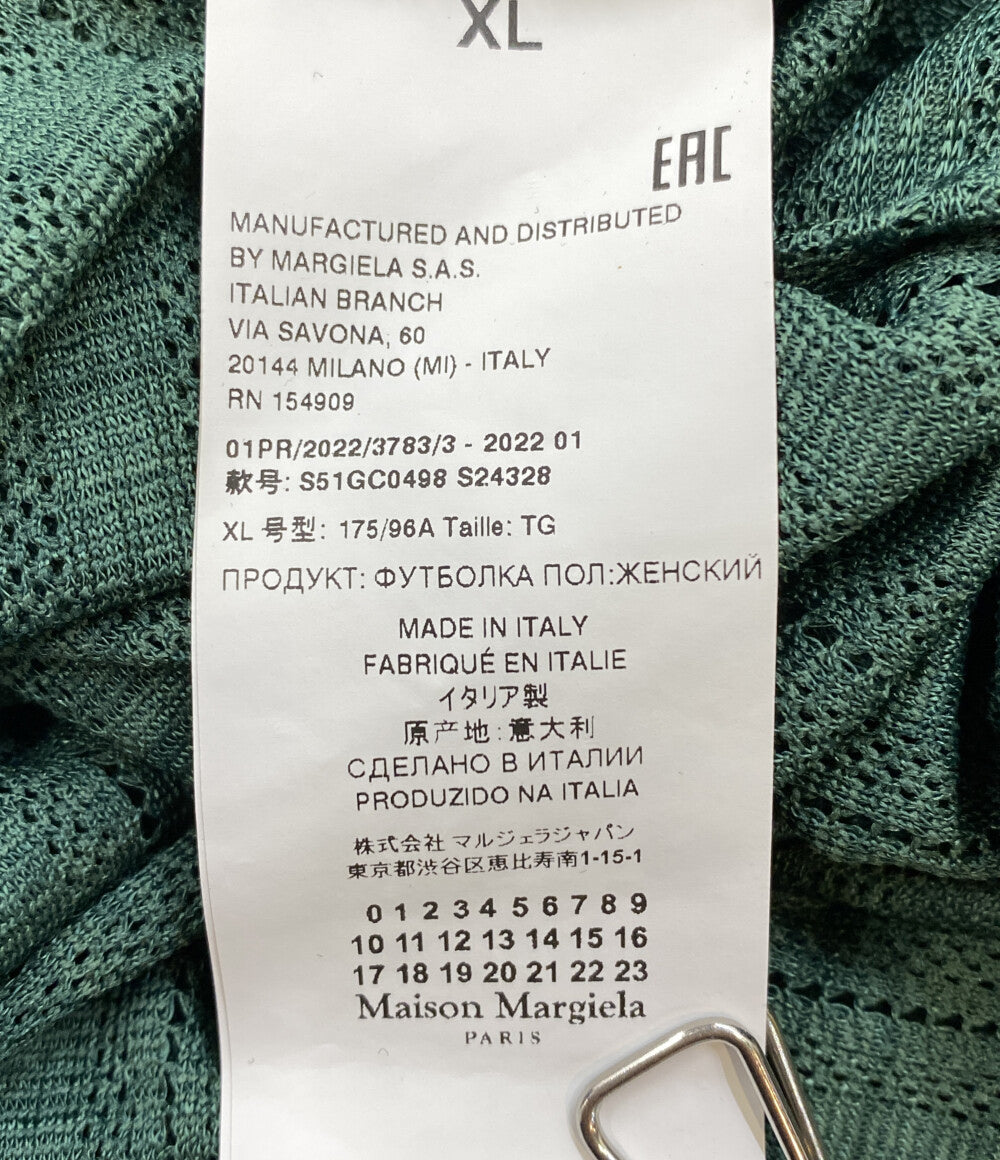 XL
EAC
MANUFACTURED AND DISTRIBUTED
BY MARGIELA S.A.S.
ITALIAN BRANCH
VIA SAVONA, 60
20144 MILANO (MI) - ITALY
RN 154909
01PR/2022/3783/3 - 2022 01
款号: S51GC0498 S24328
XL 号型: 175/96A Taille: TG
ПРОДУКТ: ФУТБОЛКА ПОЛ:ЖЕНСКИЙ
MADE IN ITALY
FABRIQUÉ EN ITALIE
イタリア製
原产地:意大利
СДЕЛАНО В ИТАЛИИ
PRODUZIDO NA ITALIA
株式会社 マルジェラジャパン
東京都渋谷区恵比寿南1-15-1
0 1 2 3 4 5 6 7 8 9
10 11 12 13 14 15 16
17 18 19 20 21 22 23
Maison Margiela
PARIS